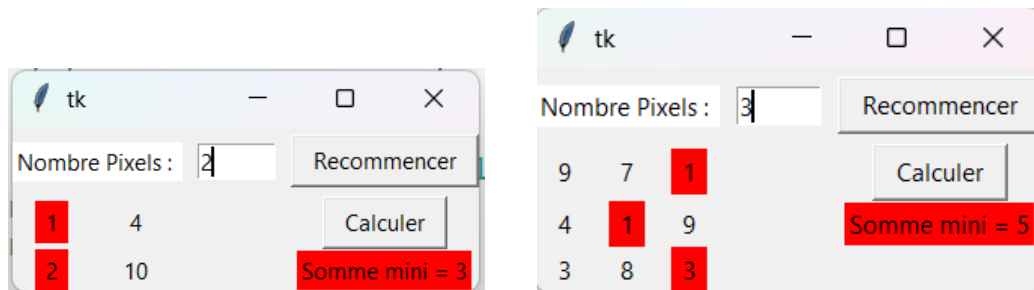 tk
Nombre Pixels : 2 Recommencer
1 4 Calculer
2 10 Somme mini = 3
tk
Nombre Pixels : 3 Recommencer
9 7 1 Calculer
4 1 9 Somme mini = 5
3 8 3